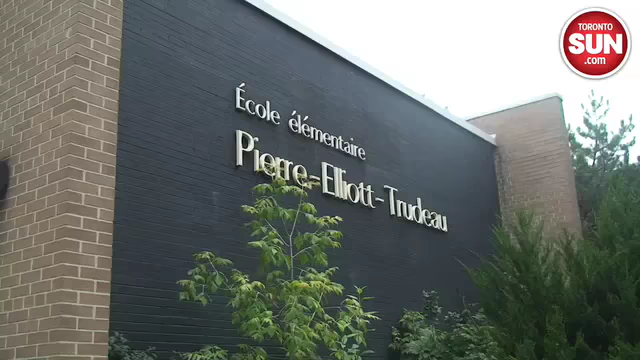 École élémentaire
Pierre-Elliott-Trudeau
TORONTO
SUN
.com